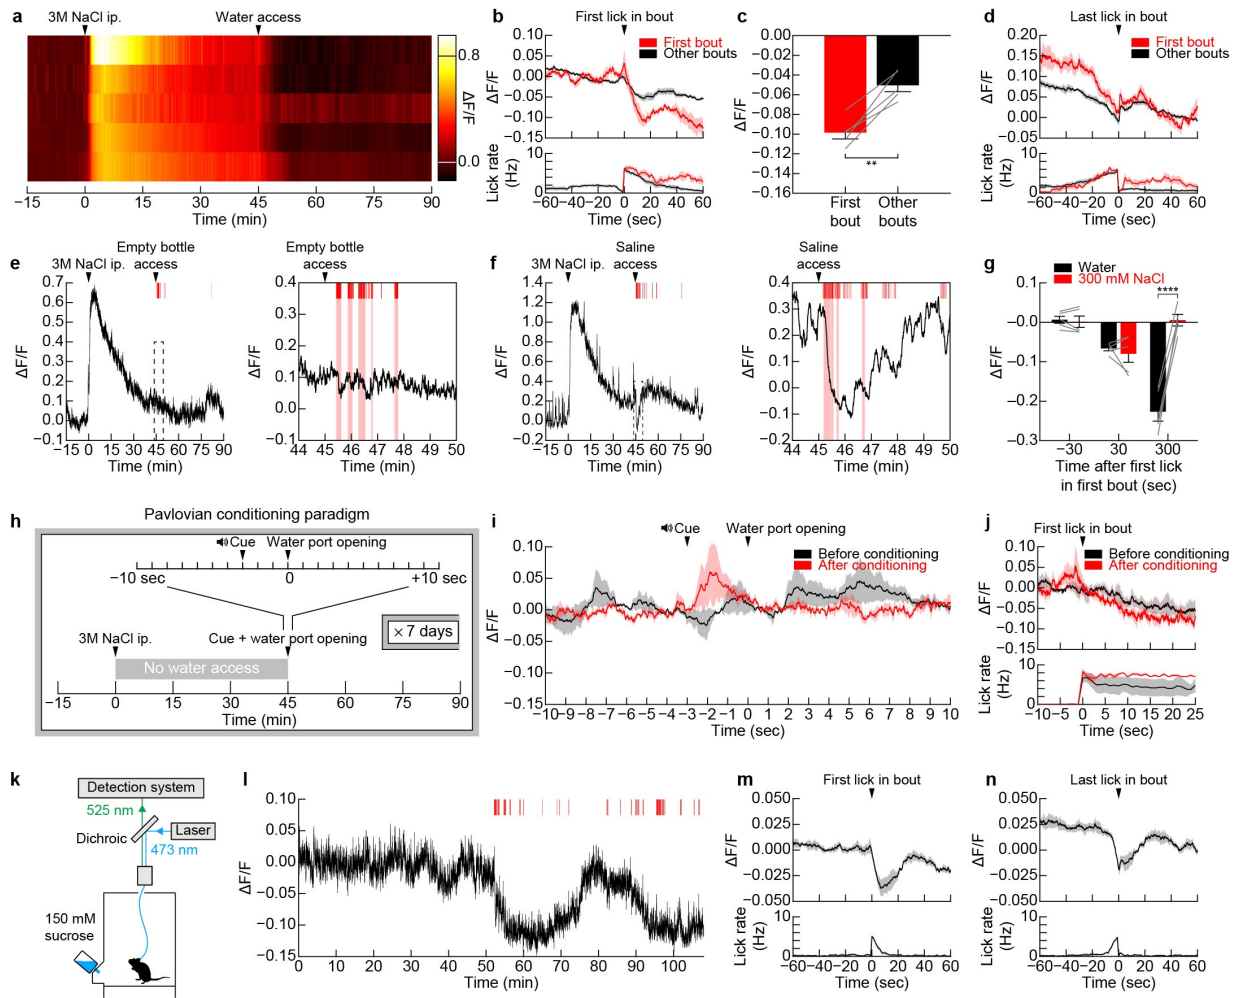 a
3M NaCl ip.
Water access
0.8
ΔF/F
0.0
−15 0 15 30 45 60 75 90
Time (min)
b
First lick in bout
First bout
Other bouts
0.10
0.05
0.00
−0.05
−0.10
−0.15
ΔF/F
10
0
Lick rate
(Hz)
−60 −40 −20 0 20 40 60
Time (sec)
c
0.00
−0.02
−0.04
−0.06
−0.08
−0.10
−0.12
−0.14
−0.16
ΔF/F
**
First
bout
Other
bouts
d
Last lick in bout
First bout
Other bouts
0.20
0.15
0.10
0.05
0.00
−0.05
ΔF/F
10
0
Lick rate
(Hz)
−60 −40 −20 0 20 40 60
Time (sec)
e
3M NaCl ip.
Empty bottle
access
0.7
0.6
0.5
0.4
0.3
0.2
0.1
0.0
−0.1
ΔF/F
−15 0 15 30 45 60 75 90
Time (min)
Empty bottle
access
0.4
0.3
0.2
0.1
0.0
−0.1
ΔF/F
44 45 46 47 48 49 50
Time (min)
f
3M NaCl ip.
Saline
access
1.4
1.2
1.0
0.8
0.6
0.4
0.2
0.0
−0.2
ΔF/F
−15 0 15 30 45 60 75 90
Time (min)
Saline
access
0.4
0.3
0.2
0.1
0.0
−0.1
−0.2
ΔF/F
44 45 46 47 48 49 50
Time (min)
g
Water
300 mM NaCl
****
0.1
−0.0
−0.1
−0.2
−0.3
ΔF/F
−30 30 300
Time after first lick
in first bout (sec)
h
Pavlovian conditioning paradigm
Cue
Water port opening
−10 sec 0 +10 sec
3M NaCl ip.
Cue + water port opening
× 7 days
No water access
−15 0 15 30 45 60 75 90
Time (min)
i
Cue
Water port opening
Before conditioning
After conditioning
0.10
0.05
0.00
−0.05
−0.10
−0.15
ΔF/F
−10 −9 −8 −7 −6 −5 −4 −3 −2 −1 0 1 2 3 4 5 6 7 8 9 10
Time (sec)
j
First lick in bout
Before conditioning
After conditioning
0.10
0.05
0.00
−0.05
−0.10
−0.15
ΔF/F
10
0
Lick rate
(Hz)
−10 −5 0 5 10 15 20 25
Time (sec)
k
Detection system
525 nm
Dichroic
Laser
473 nm
150 mM
sucrose
l
0.10
0.05
0.00
−0.05
−0.10
−0.15
ΔF/F
0 10 20 30 40 50 60 70 80 90 100
Time (min)
m
First lick in bout
0.050
0.025
0.000
−0.025
−0.050
ΔF/F
10
0
Lick rate
(Hz)
−60 −40 −20 0 20 40 60
Time (sec)
n
Last lick in bout
0.050
0.025
0.000
−0.025
−0.050
ΔF/F
10
0
Lick rate
(Hz)
−60 −40 −20 0 20 40 60
Time (sec)